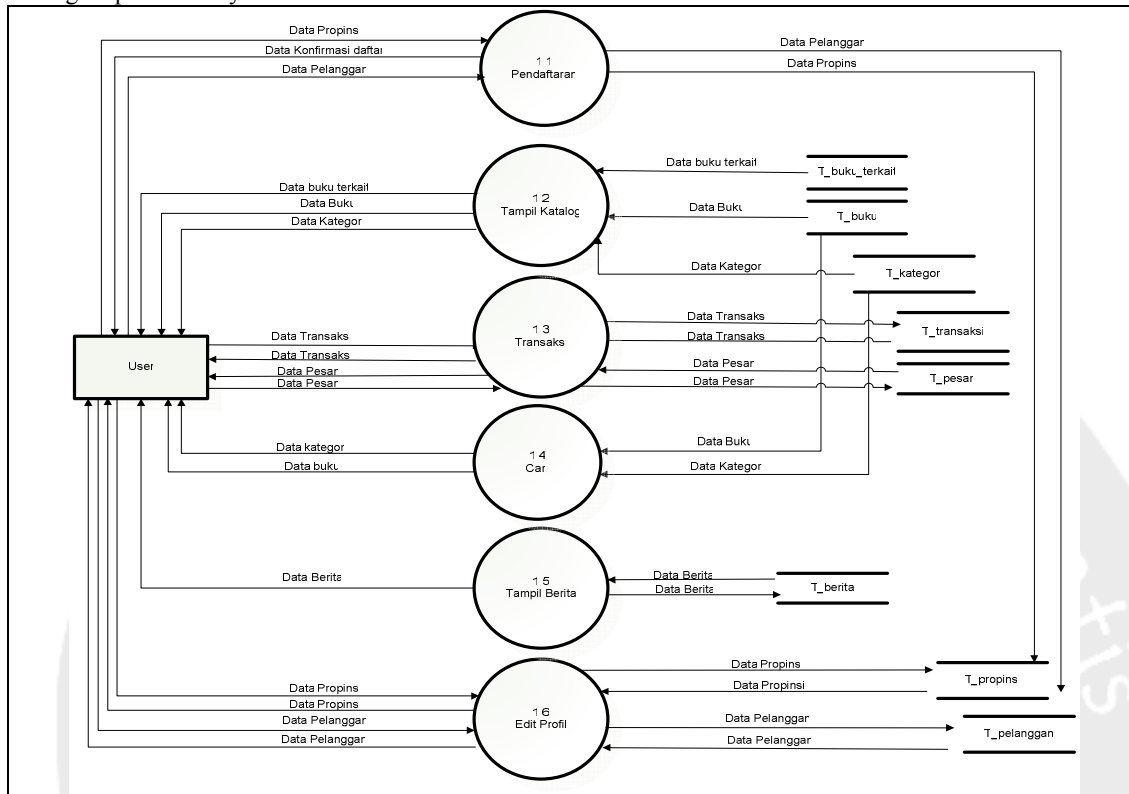 Data Propins
Data Konfirmasi daftar
Data Pelanggar
1 1
Pendaftaran
Data Pelanggar
Data Propins
Data buku terkait
Data Buku
Data Kategor
1 2
Tampil Katalog
Data buku terkait
T_buku_terkait
Data Buku
T_buku
Data Kategor
T_kategor
User
Data Transaks
Data Transaks
Data Pesar
Data Pesar
1 3
Transaks
Data Transaks
Data Transaks
T_transaksi
Data Pesar
Data Pesar
T_pesar
Data kategor
Data buku
1 4
Car
Data Buku
Data Kategor
Data Berita
1 5
Tampil Berita
Data Berita
Data Berita
T_berita
Data Propins
Data Propins
Data Pelanggar
Data Pelanggar
1 6
Edit Profil
Data Propins
Data Propinsi
T_propins
Data Pelanggar
Data Pelanggar
T_pelanggan